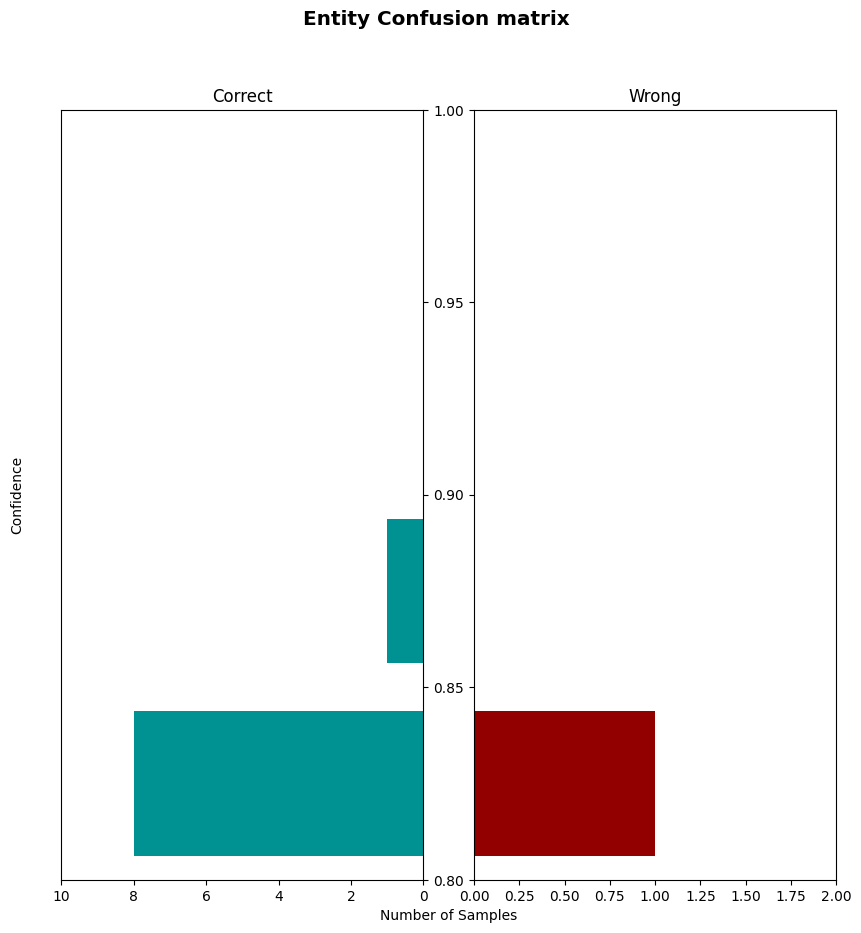 Entity Confusion matrix
Correct
Wrong
1.00
0.95
0.90
0.85
0.80
Confidence
10 8 6 4 2 0
0.00 0.25 0.50 0.75 1.00 1.25 1.50 1.75 2.00
Number of Samples